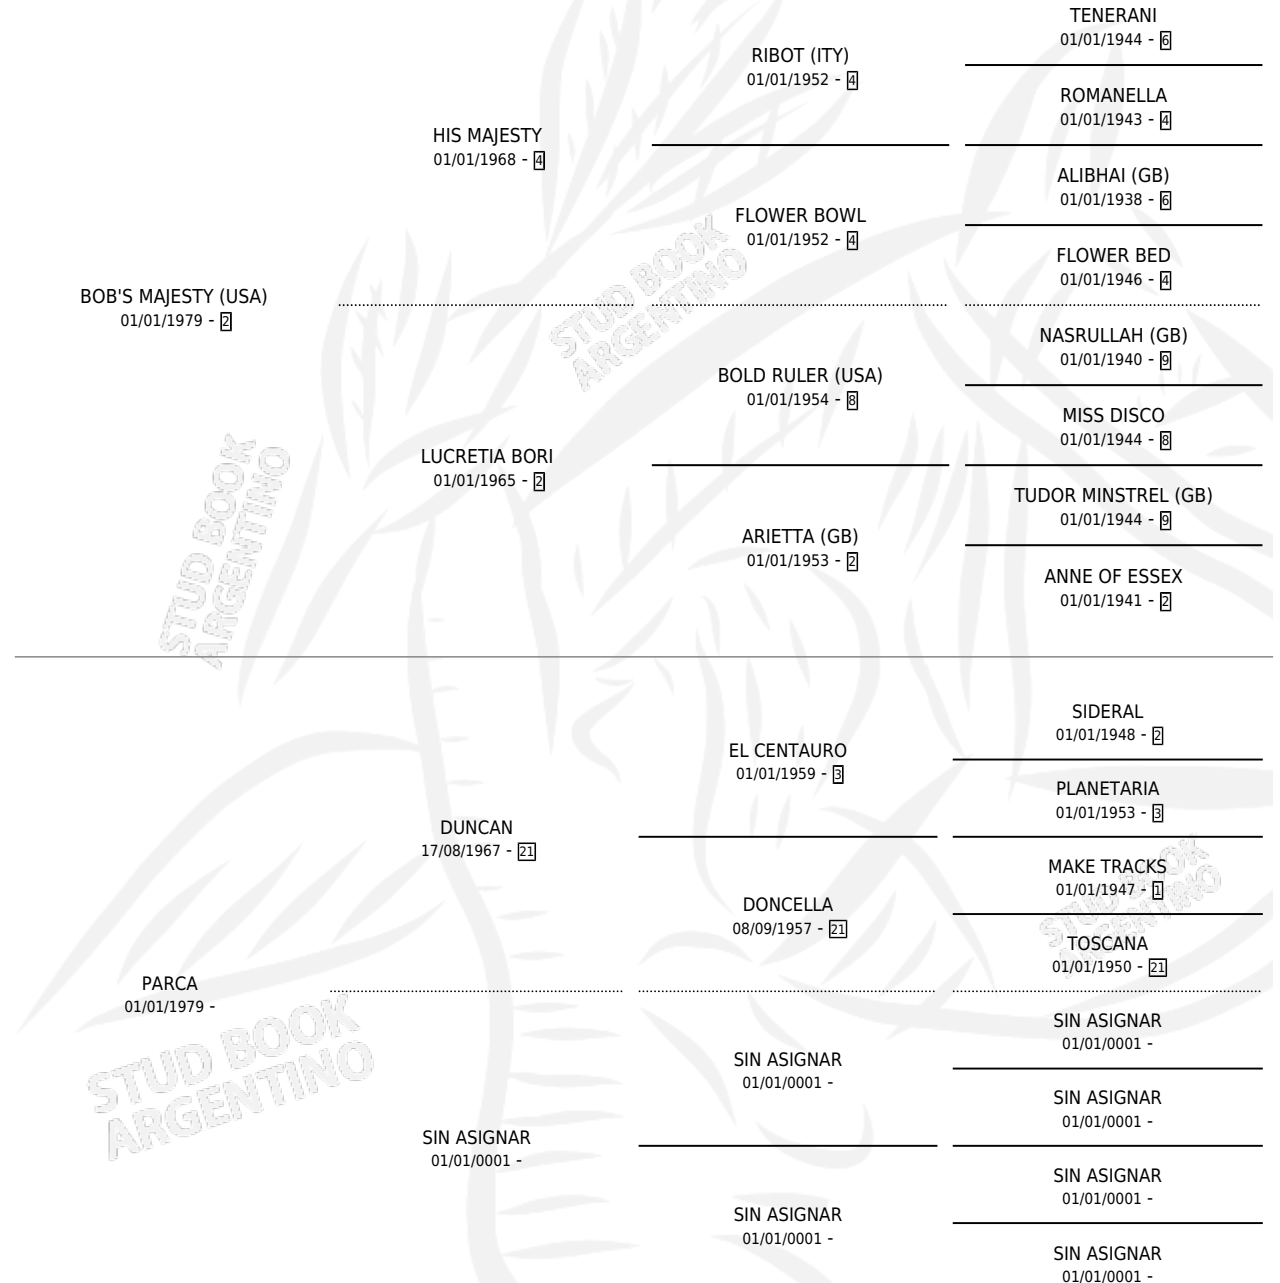 TENERANI
01/01/1944 - 6
RIBOT (ITY)
01/01/1952 - 4
ROMANELLA
01/01/1943 - 4
HIS MAJESTY
01/01/1968 - 4
ALIBHAI (GB)
01/01/1938 - 6
FLOWER BOWL
01/01/1952 - 4
FLOWER BED
01/01/1946 - 4
BOB'S MAJESTY (USA)
01/01/1979 - 2
NASRULLAH (GB)
01/01/1940 - 9
BOLD RULER (USA)
01/01/1954 - 8
MISS DISCO
01/01/1944 - 8
LUCRETIA BORI
01/01/1965 - 2
TUDOR MINSTREL (GB)
01/01/1944 - 9
ARIETTA (GB)
01/01/1953 - 2
ANNE OF ESSEX
01/01/1941 - 2
STUD BOOK
ARGENTINO
STUD BOOK
ARGENTINO
SIDERAL
01/01/1948 - 2
EL CENTAURO
01/01/1959 - 3
PLANETARIA
01/01/1953 - 3
DUNCAN
17/08/1967 - 21
MAKE TRACKS
01/01/1947 - 1
DONCELLA
08/09/1957 - 21
TOSCANA
01/01/1950 - 21
STUD BOOK
ARGENTINO
PARCA
01/01/1979 -
SIN ASIGNAR
01/01/0001 -
SIN ASIGNAR
01/01/0001 -
SIN ASIGNAR
01/01/0001 -
SIN ASIGNAR
01/01/0001 -
SIN ASIGNAR
01/01/0001 -
SIN ASIGNAR
01/01/0001 -
SIN ASIGNAR
01/01/0001 -
STUD BOOK
ARGENTINO